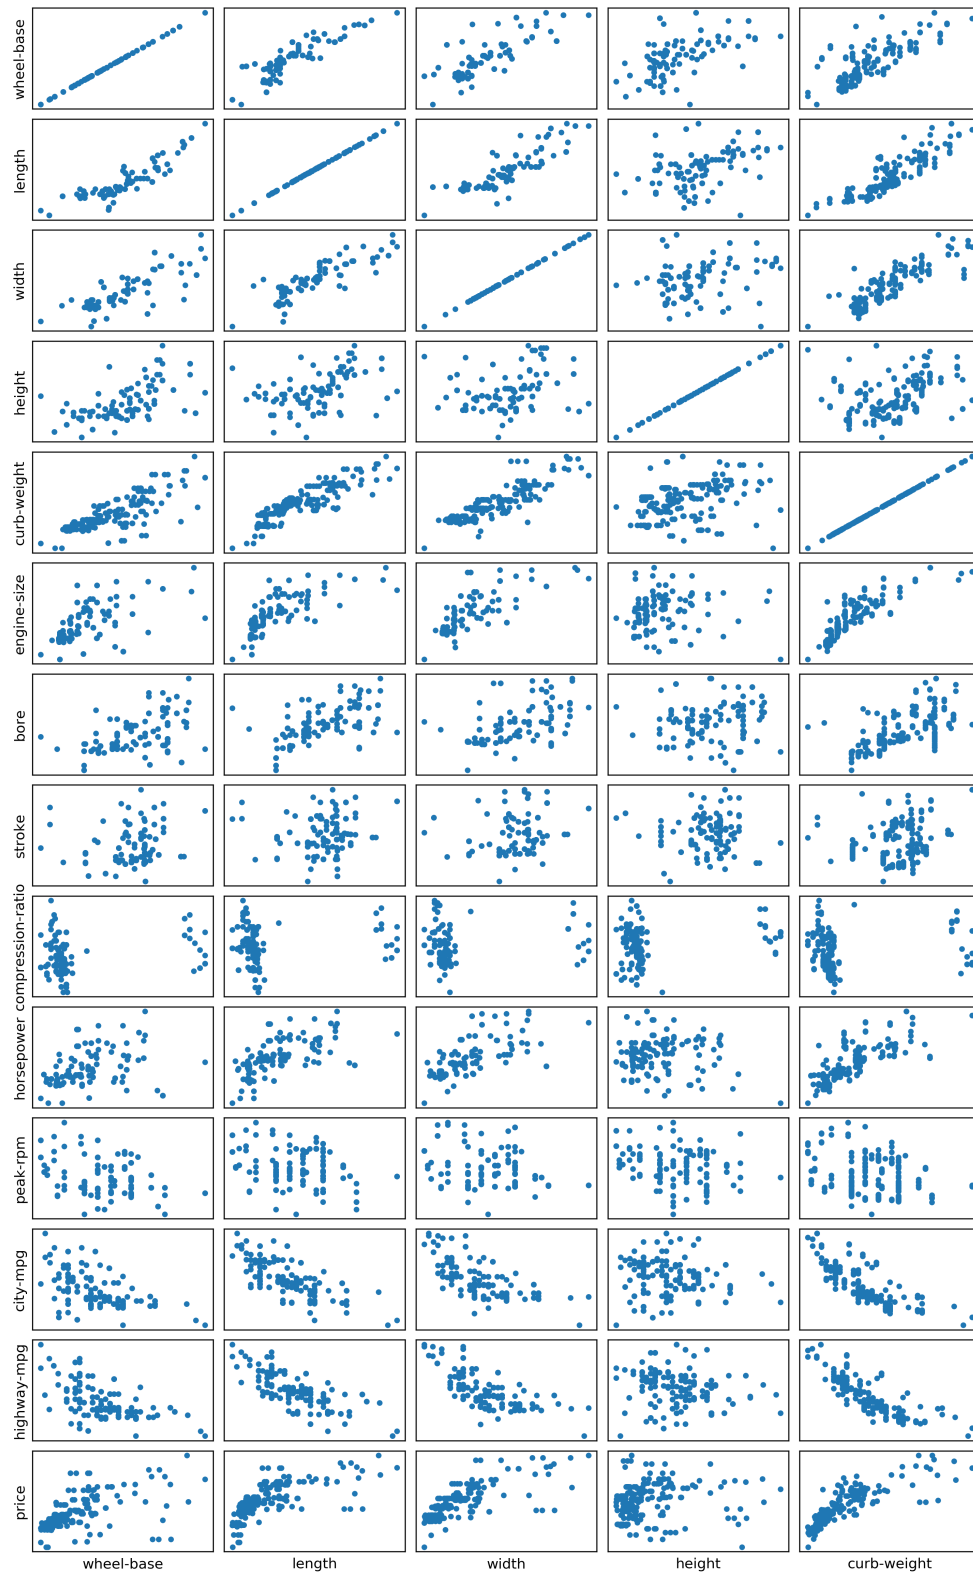 wheel-base
length
width
height
curb-weight
engine-size
bore
stroke
compression-ratio
horsepower
peak-rpm
city-mpg
highway-mpg
price
wheel-base length width height curb-weight